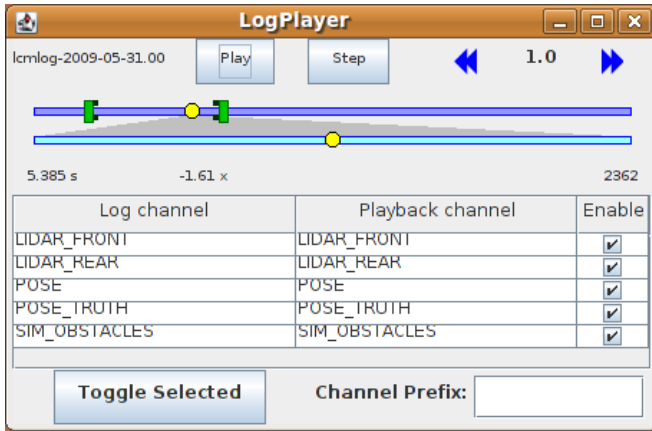 LogPlayer
lcmlog-2009-05-31.00 Play Step 1.0
5.385 s -1.61 x 2362
Log channel Playback channel Enable
LIDAR_FRONT LIDAR_FRONT
LIDAR_REAR LIDAR_REAR
POSE POSE
POSE_TRUTH POSE_TRUTH
SIM_OBSTACLES SIM_OBSTACLES
Toggle Selected Channel Prefix: